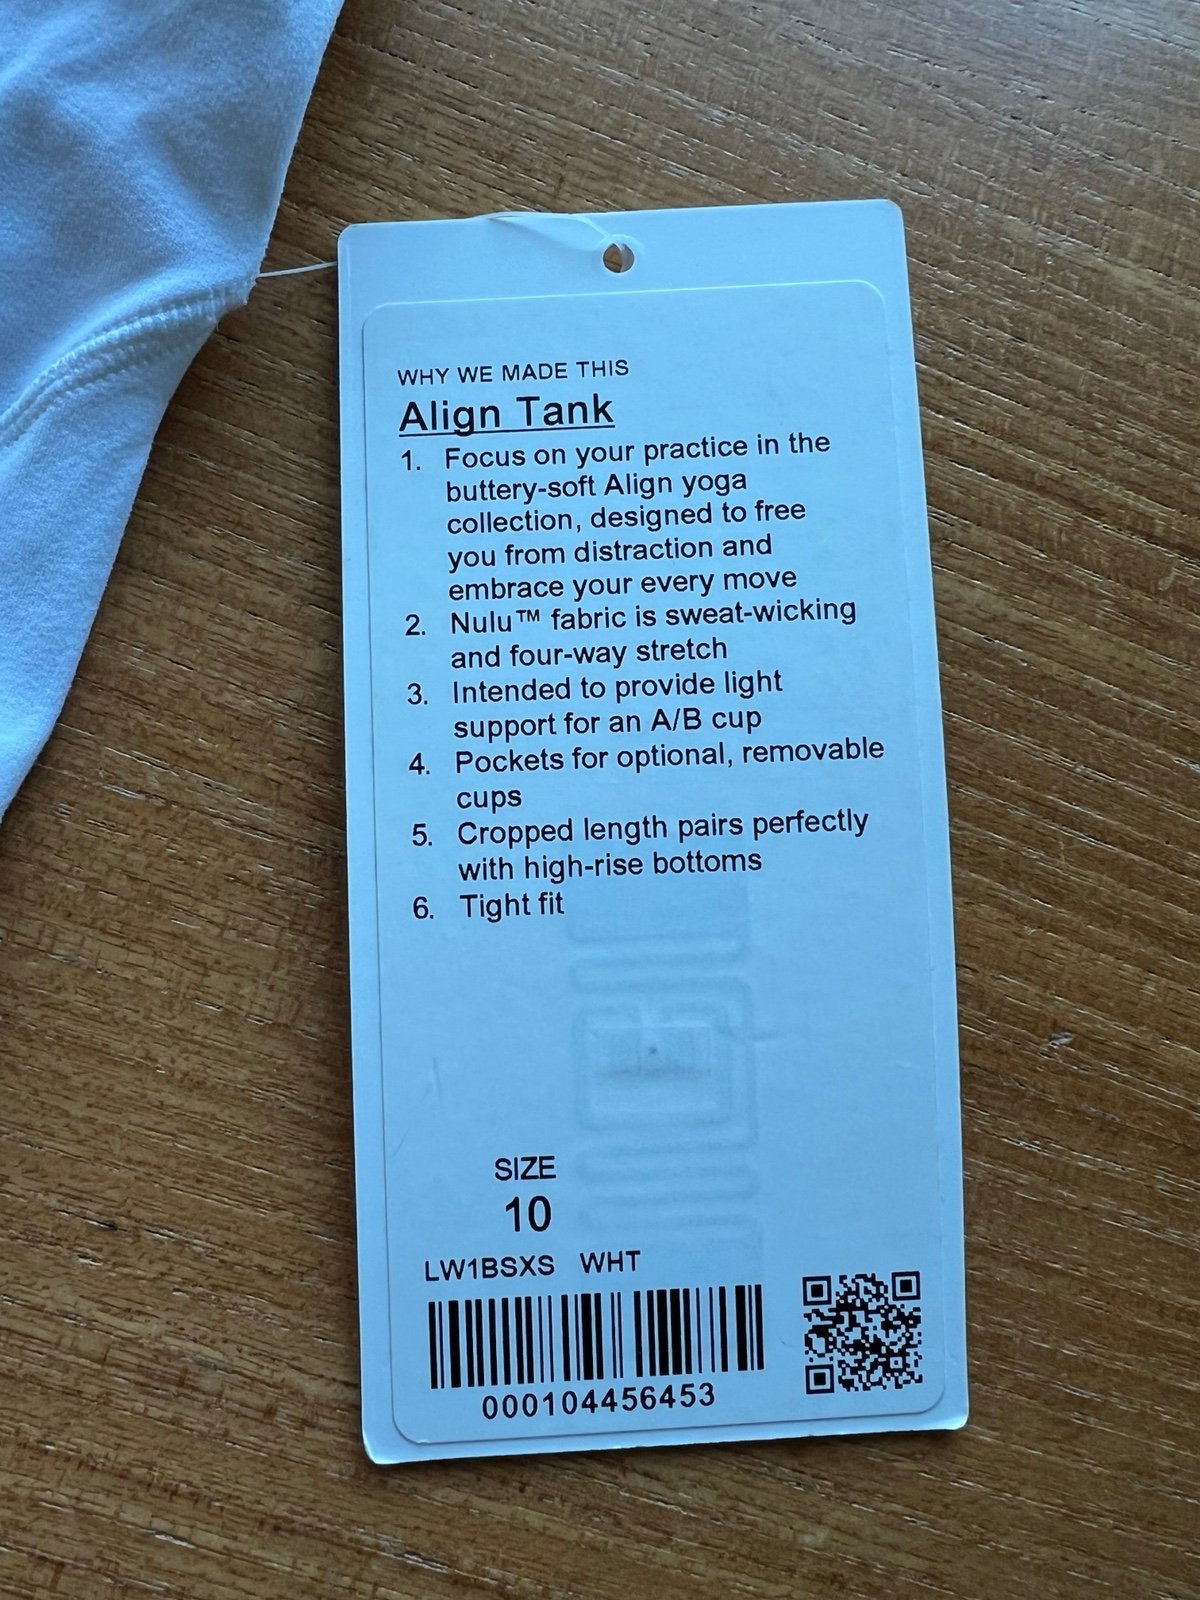 WHY WE MADE THIS
Align Tank
1. Focus on your practice in the
buttery-soft Align yoga
collection, designed to free
you from distraction and
embrace your every move
2. Nulu™ fabric is sweat-wicking
and four-way stretch
3. Intended to provide light
support for an A/B cup
4. Pockets for optional, removable
cups
5. Cropped length pairs perfectly
with high-rise bottoms
6. Tight fit
SIZE
10
LW1BSXS WHT
000104456453